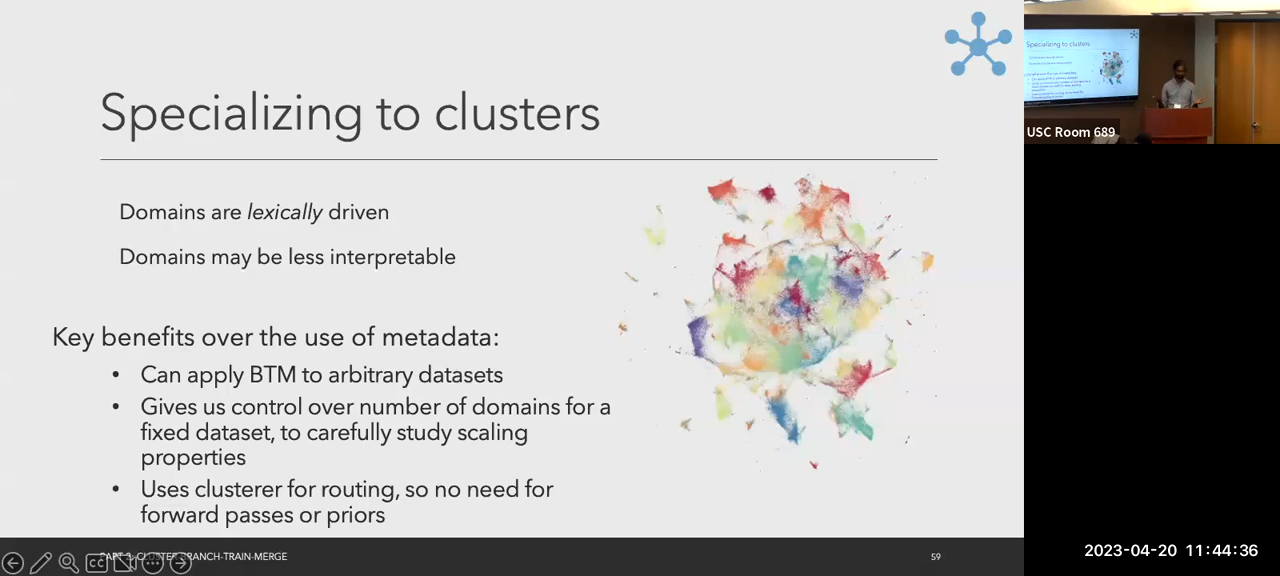 Specializing to clusters
Domains are lexically driven
Domains may be less interpretable
Key benefits over the use of metadata:
• Can apply BTM to arbitrary datasets
• Gives us control over number of domains for a
fixed dataset, to carefully study scaling
properties
• Uses clusterer for routing, so no need for
forward passes or priors
59
Specializing to clusters
USC Room 689
2023-04-20 11:44:36